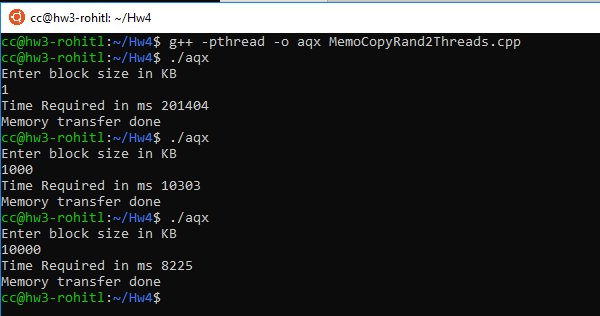 cc@hw3-rohitl: ~/Hw4
cc@hw3-rohitl:~/Hw4$ g++ -pthread -o aqx MemoCopyRand2Threads.cpp
cc@hw3-rohitl:~/Hw4$ ./aqx
Enter block size in KB
1
Time Required in ms 201404
Memory transfer done
cc@hw3-rohitl:~/Hw4$ ./aqx
Enter block size in KB
1000
Time Required in ms 10303
Memory transfer done
cc@hw3-rohitl:~/Hw4$ ./aqx
Enter block size in KB
10000
Time Required in ms 8225
Memory transfer done
cc@hw3-rohitl:~/Hw4$